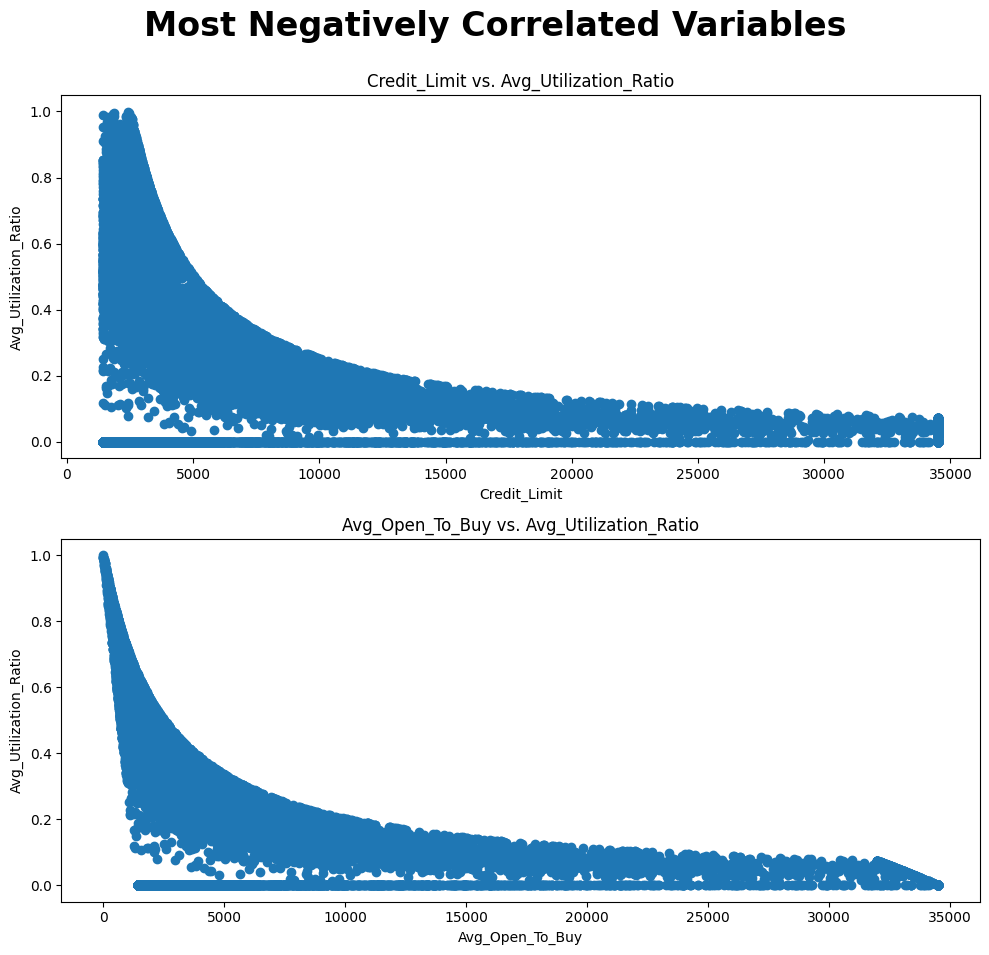 Most Negatively Correlated Variables
Credit_Limit vs. Avg_Utilization_Ratio
1.0
0.8
0.6
0.4
0.2
0.0
Avg_Utilization_Ratio
0 5000 10000 15000 20000 25000 30000 35000
Credit_Limit
Avg_Open_To_Buy vs. Avg_Utilization_Ratio
1.0
0.8
0.6
0.4
0.2
0.0
Avg_Utilization_Ratio
0 5000 10000 15000 20000 25000 30000 35000
Avg_Open_To_Buy